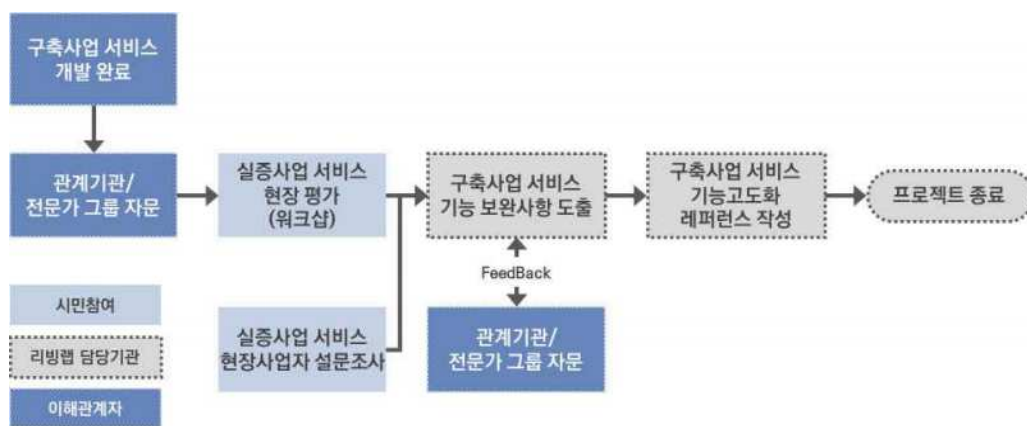 구축사업 서비스
개발 완료
관계기관/
전문가 그룹 자문
실증사업 서비스
현장 평가
(워크샵)
구축사업 서비스
기능 보완사항 도출
구축사업 서비스
기능고도화
레퍼런스 작성
프로젝트 종료
FeedBack
시민참여
리빙랩 담당기관
이해관계자
실증사업 서비스
현장사업자 설문조사
관계기관/
전문가 그룹 자문